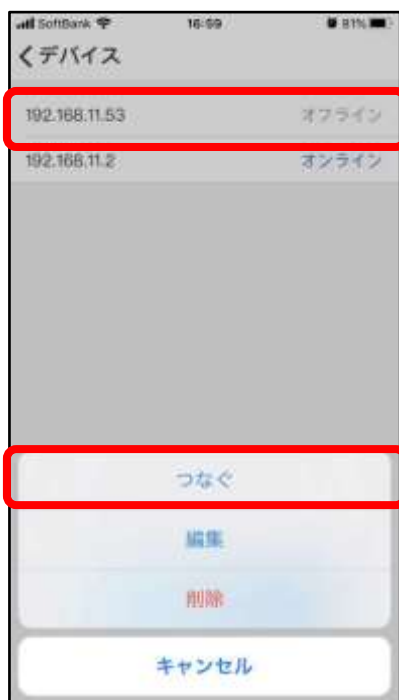 SoftBank 16:59 81%
くデバイス
192.168.11.53 オフライン
192.168.11.2 オンライン
つなぐ
編集
削除
キャンセル